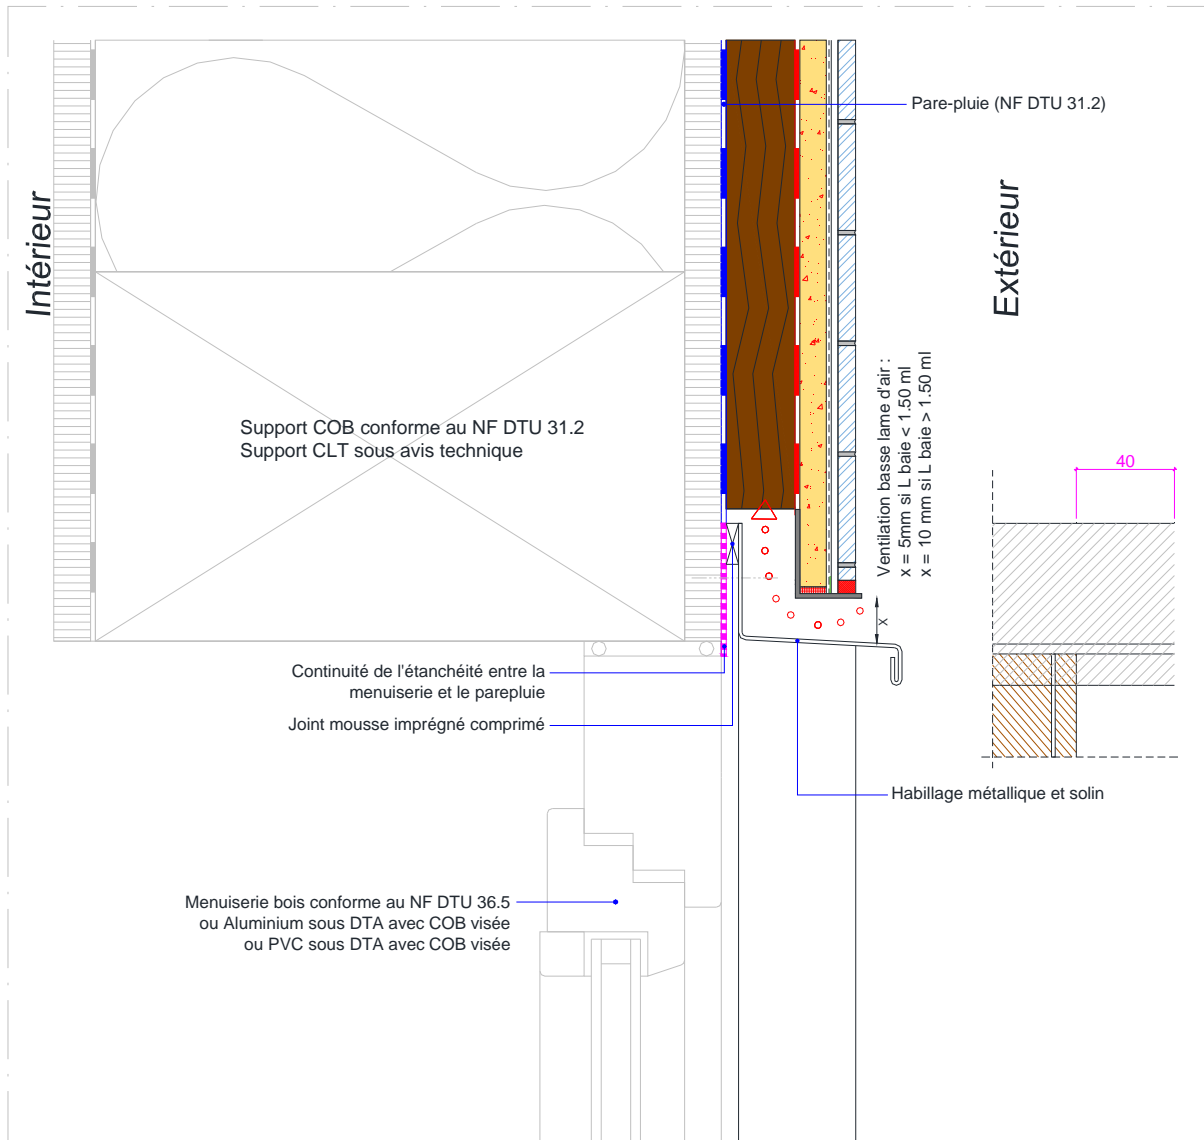 Pare-pluie (NF DTU 31.2)
Intérieur
Extérieur
Ventilation basse lame d'air :
x = 5mm si L baie < 1.50 ml
x = 10 mm si L baie > 1.50 ml
Support COB conforme au NF DTU 31.2
Support CLT sous avis technique
40
x
Continuité de l'étanchéité entre la
menuiserie et le parepluie
Joint mousse imprégné comprimé
Habillage métallique et solin
Menuiserie bois conforme au NF DTU 36.5
ou Aluminium sous DTA avec COB visée
ou PVC sous DTA avec COB visée